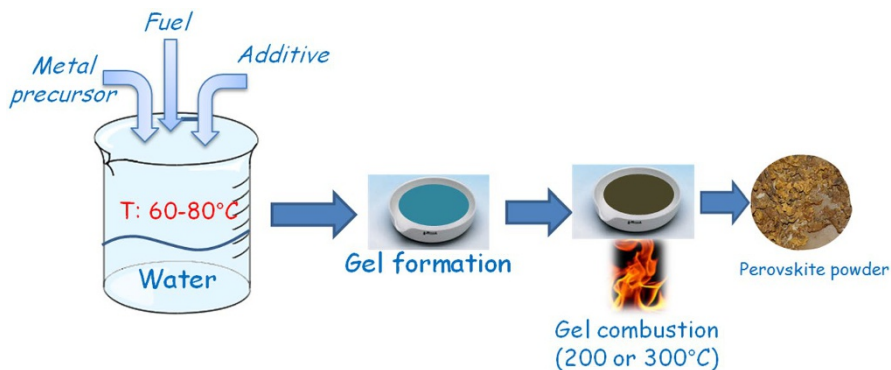 Fuel
Metal
precursor
Additive
T: 60-80°C
Water
Gel formation
Gel combustion
(200 or 300°C)
Perovskite powder